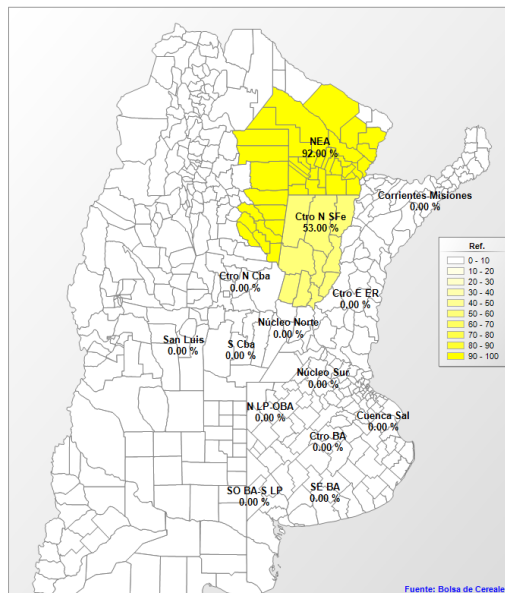 NEA
92.00 %
Corrientes-Misiones
0.00 %
Ctro N SFe
53.00 %
Ctro N Cba
0.00 %
Ctro E ER
0.00 %
Núcleo Norte
0.00 %
San Luis
0.00 %
S Cba
0.00 %
Núcleo Sur
0.00 %
N LP-OBA
0.00 %
Cuenca Sal
0.00 %
Ctro BA
0.00 %
SO BA-S LP
0.00 %
SE BA
0.00 %
Ref.
0 - 10
10 - 20
20 - 30
30 - 40
40 - 50
50 - 60
60 - 70
70 - 80
80 - 90
90 - 100
Fuente: Bolsa de Cereale